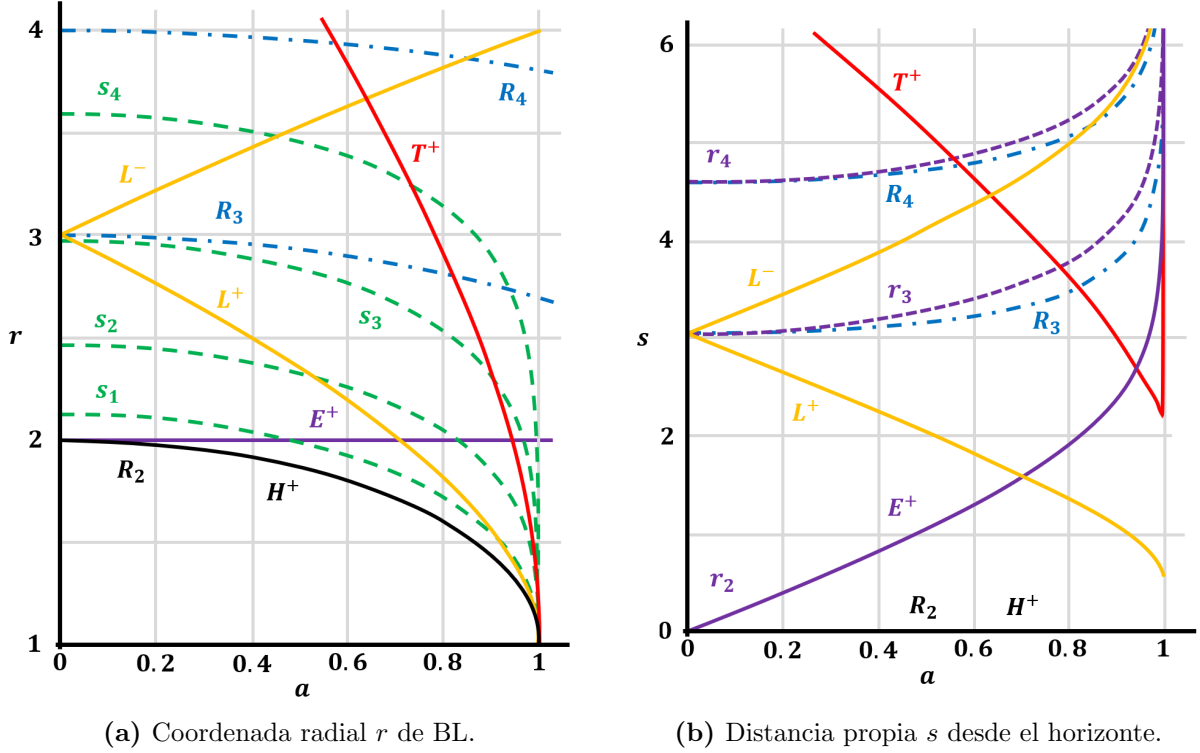 4
3
2
1
r
0
0.2
0.4
0.6
0.8
1
a
s₄
R₄
T⁺
L⁻
R₃
L⁺
s₃
s₂
s₁
E⁺
R₂
H⁺
(a) Coordenada radial r de BL.
6
4
2
0
s
0
0.2
0.4
0.6
0.8
1
a
T⁺
r₄
R₄
L⁻
r₃
R₃
L⁺
E⁺
r₂
R₂
H⁺
(b) Distancia propia s desde el horizonte.